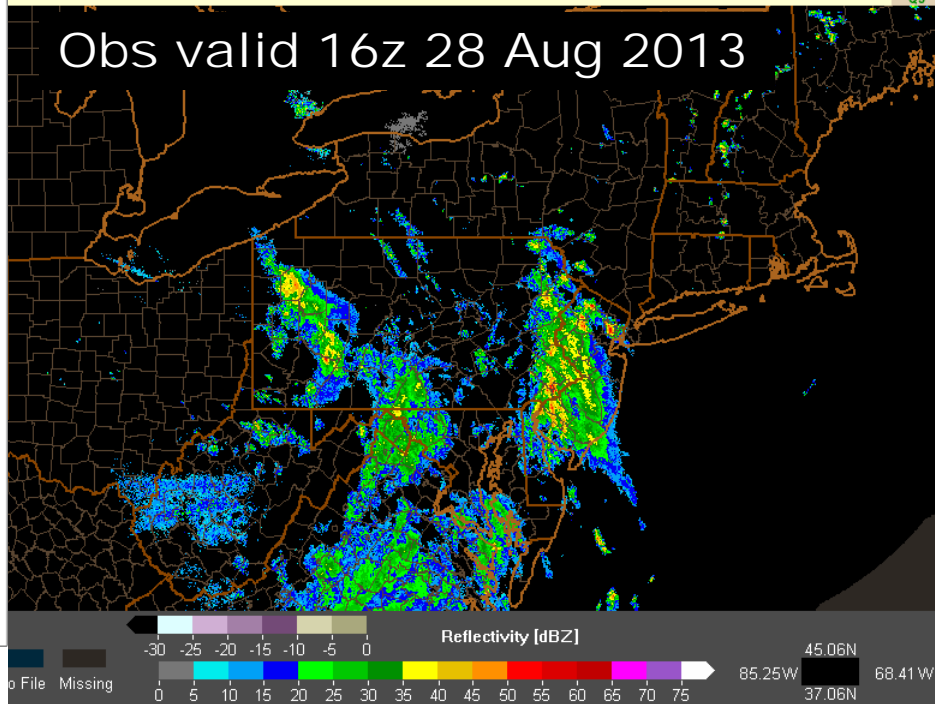 Obs valid 16z 28 Aug 2013
-30 -25 -20 -15 -10 -5 0
Reflectivity [dBZ]
o File Missing
0 5 10 15 20 25 30 35 40 45 50 55 60 65 70 75
45.06N
85.25W 68.41W
37.06N